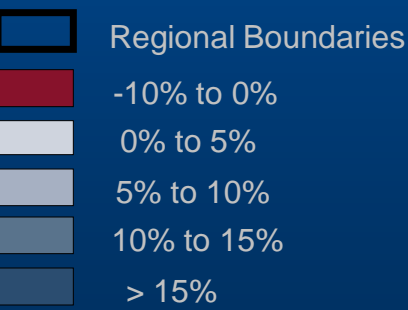 Regional Boundaries
-10% to 0%
0% to 5%
5% to 10%
10% to 15%
> 15%